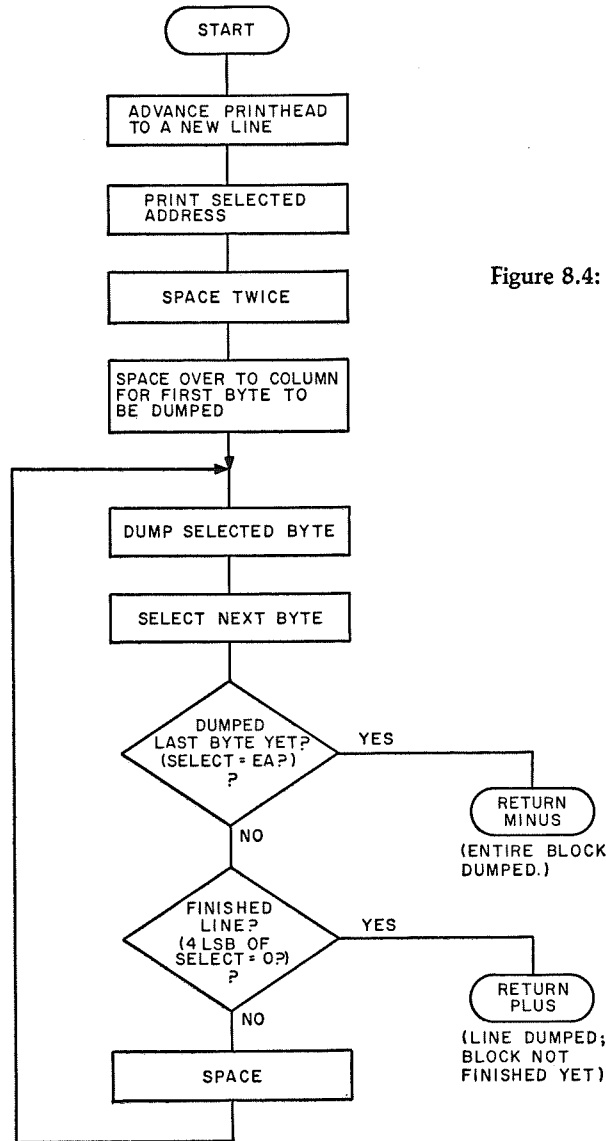 START
ADVANCE PRINTHEAD
TO A NEW LINE
PRINT SELECTED
ADDRESS
Figure 8.4:
SPACE TWICE
SPACE OVER TO COLUMN
FOR FIRST BYTE TO
BE DUMPED
DUMP SELECTED BYTE
SELECT NEXT BYTE
DUMPED
LAST BYTE YET?
(SELECT = EA?)
?
YES
RETURN
MINUS
(ENTIRE BLOCK
DUMPED.)
NO
FINISHED
LINE?
(4 LSB OF
SELECT = 0?)
?
YES
RETURN
PLUS
(LINE DUMPED;
BLOCK NOT
FINISHED YET)
NO
SPACE